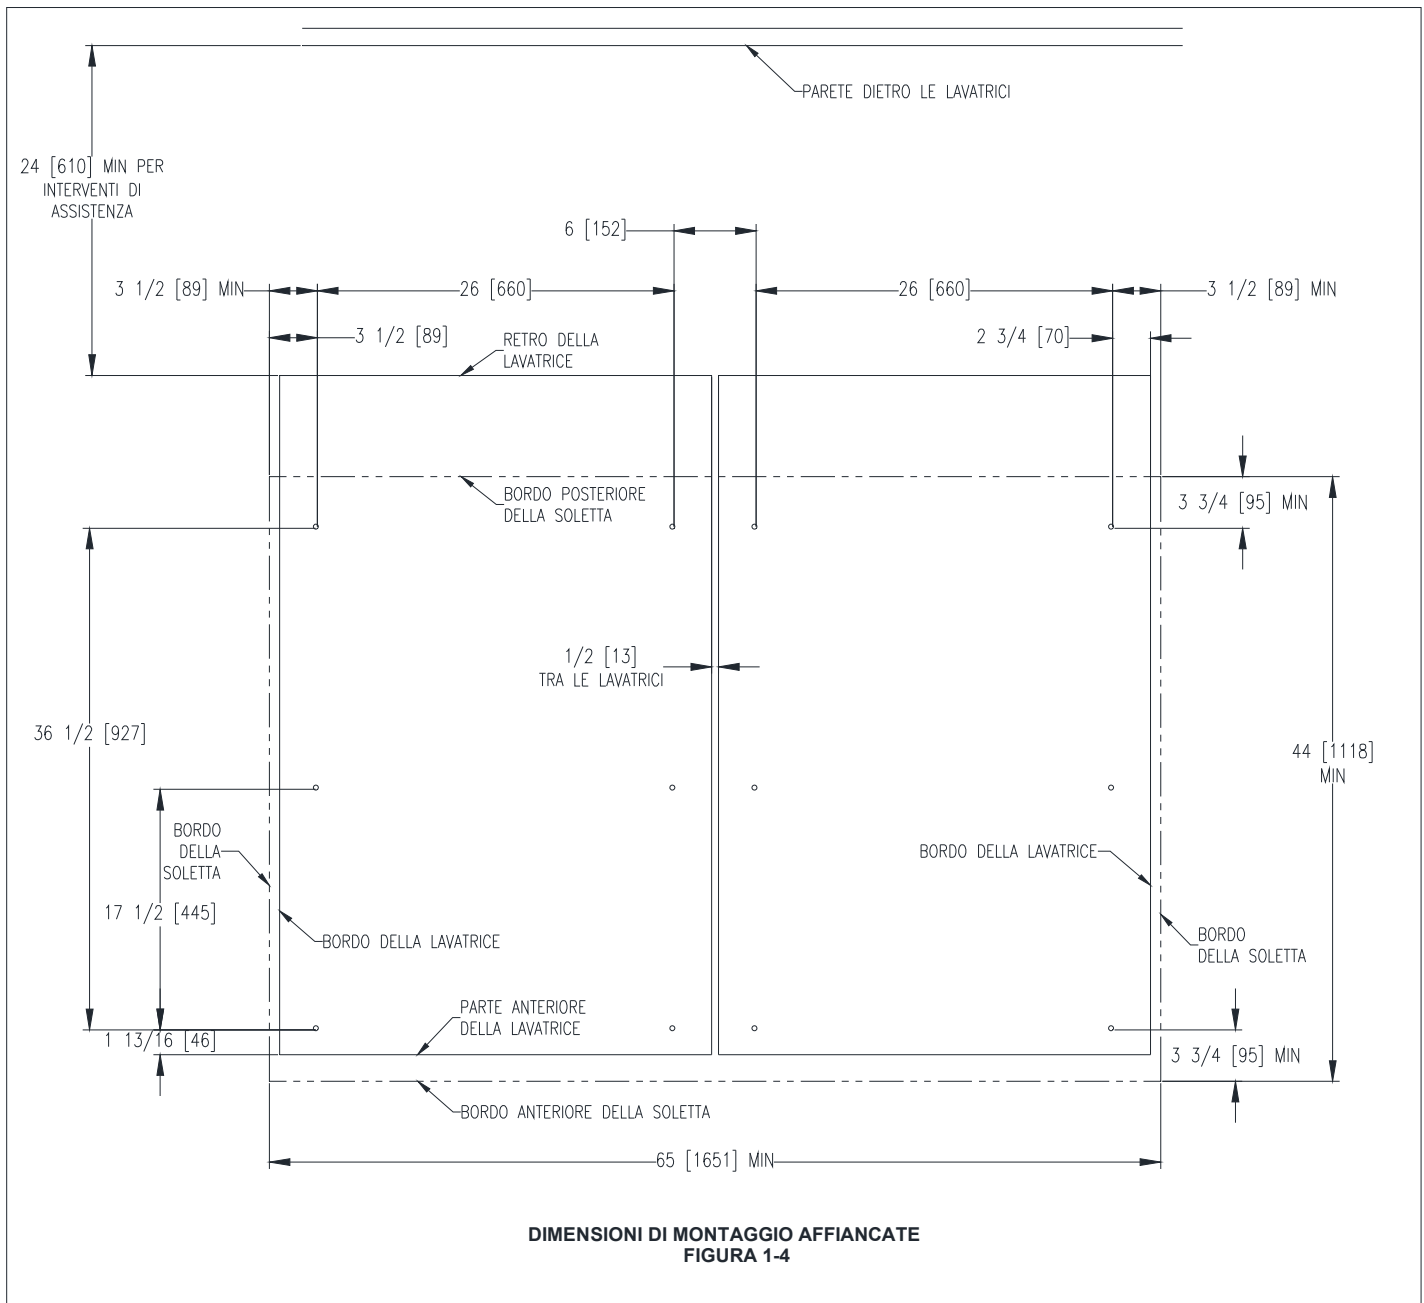 PARETE DIETRO LE LAVATRICI
24 [610] MIN PER
INTERVENTI DI
ASSISTENZA
6 [152]
3 1/2 [89] MIN
26 [660]
26 [660]
3 1/2 [89] MIN
3 1/2 [89]
RETRO DELLA
LAVATRICE
2 3/4 [70]
BORDO POSTERIORE
DELLA SOLETTA
3 3/4 [95] MIN
1/2 [13]
TRA LE LAVATRICI
36 1/2 [927]
44 [1118]
MIN
BORDO
DELLA
SOLETTA
BORDO DELLA LAVATRICE
17 1/2 [445]
BORDO DELLA LAVATRICE
BORDO
DELLA SOLETTA
PARTE ANTERIORE
DELLA LAVATRICE
1 13/16 [46]
3 3/4 [95] MIN
BORDO ANTERIORE DELLA SOLETTA
65 [1651] MIN
DIMENSIONI DI MONTAGGIO AFFIANCATE
FIGURA 1-4